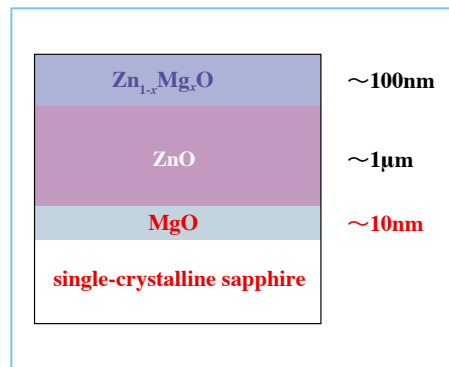 Zn₁₋ₓMgₓO ～100nm
ZnO ～1μm
MgO ～10nm
single-crystalline sapphire